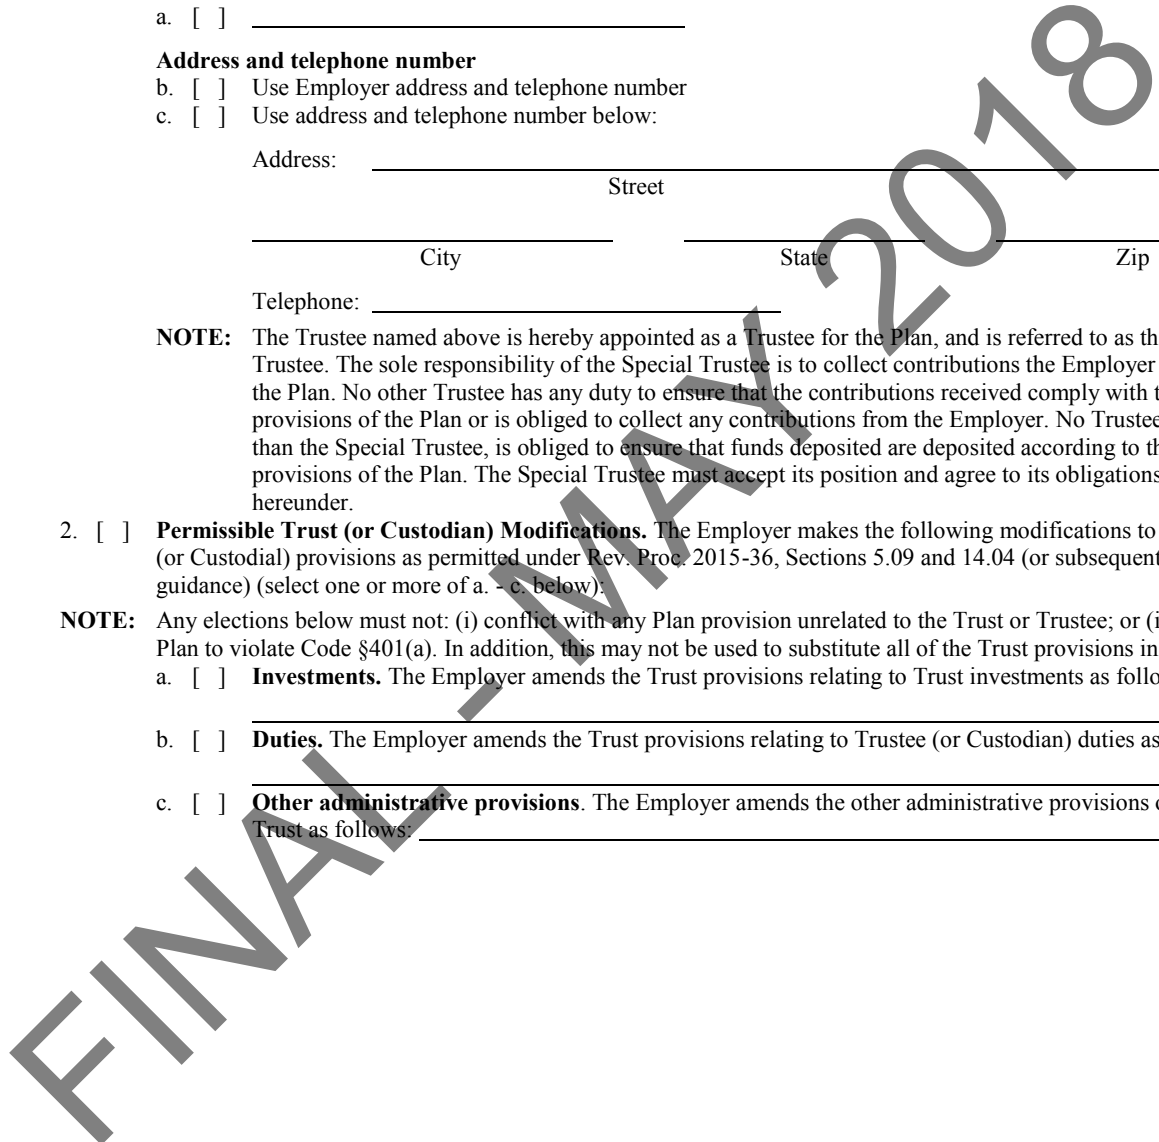 a. [ ]
Address and telephone number
b. [ ] Use Employer address and telephone number
c. [ ] Use address and telephone number below:
Address:
Street
City State Zip
Telephone:
NOTE: The Trustee named above is hereby appointed as a Trustee for the Plan, and is referred to as th
Trustee. The sole responsibility of the Special Trustee is to collect contributions the Employer
the Plan. No other Trustee has any duty to ensure that the contributions received comply with t
provisions of the Plan or is obliged to collect any contributions from the Employer. No Trustee
than the Special Trustee, is obliged to ensure that funds deposited are deposited according to th
provisions of the Plan. The Special Trustee must accept its position and agree to its obligations
hereunder.
2. [ ] Permissible Trust (or Custodian) Modifications. The Employer makes the following modifications to
(or Custodial) provisions as permitted under Rev. Proc. 2015-36, Sections 5.09 and 14.04 (or subsequent
guidance) (select one or more of a. - c. below):
NOTE: Any elections below must not: (i) conflict with any Plan provision unrelated to the Trust or Trustee; or (i
Plan to violate Code §401(a). In addition, this may not be used to substitute all of the Trust provisions in
a. [ ] Investments. The Employer amends the Trust provisions relating to Trust investments as follo
b. [ ] Duties. The Employer amends the Trust provisions relating to Trustee (or Custodian) duties as
c. [ ] Other administrative provisions. The Employer amends the other administrative provisions o
Trust as follows:
FINAL - MAY 2018